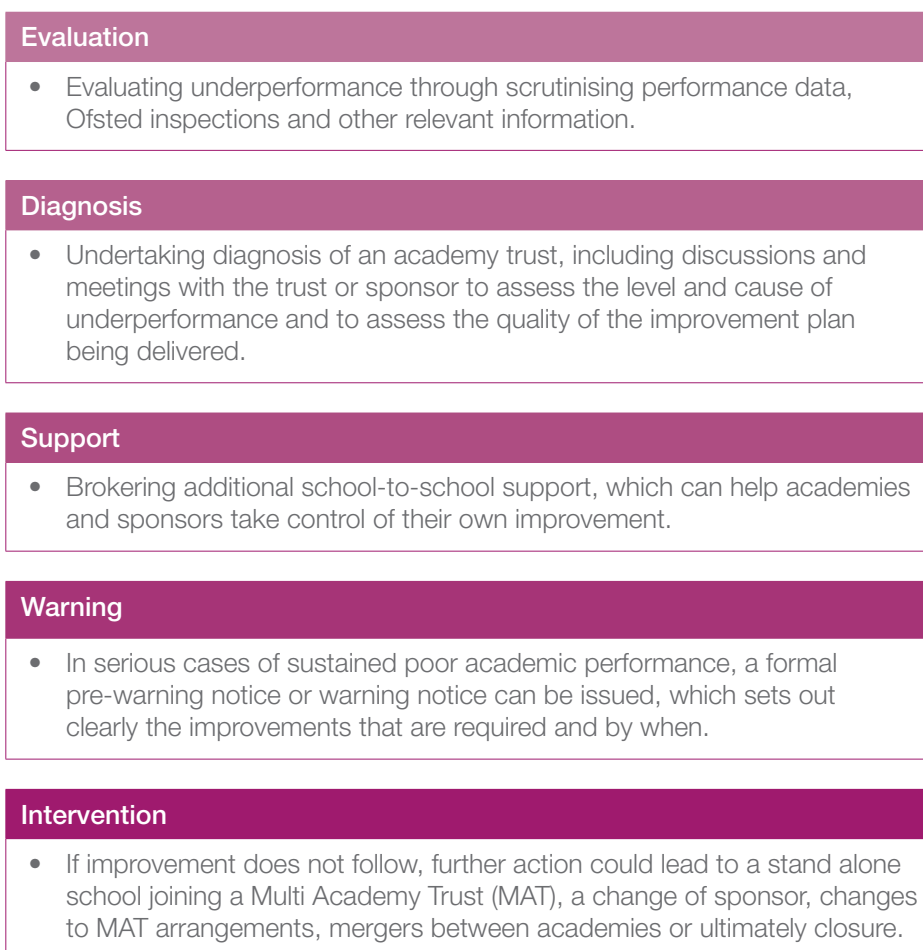 Evaluation
• Evaluating underperformance through scrutinising performance data,
Ofsted inspections and other relevant information.
Diagnosis
• Undertaking diagnosis of an academy trust, including discussions and
meetings with the trust or sponsor to assess the level and cause of
underperformance and to assess the quality of the improvement plan
being delivered.
Support
• Brokering additional school-to-school support, which can help academies
and sponsors take control of their own improvement.
Warning
• In serious cases of sustained poor academic performance, a formal
pre-warning notice or warning notice can be issued, which sets out
clearly the improvements that are required and by when.
Intervention
• If improvement does not follow, further action could lead to a stand alone
school joining a Multi Academy Trust (MAT), a change of sponsor, changes
to MAT arrangements, mergers between academies or ultimately closure.